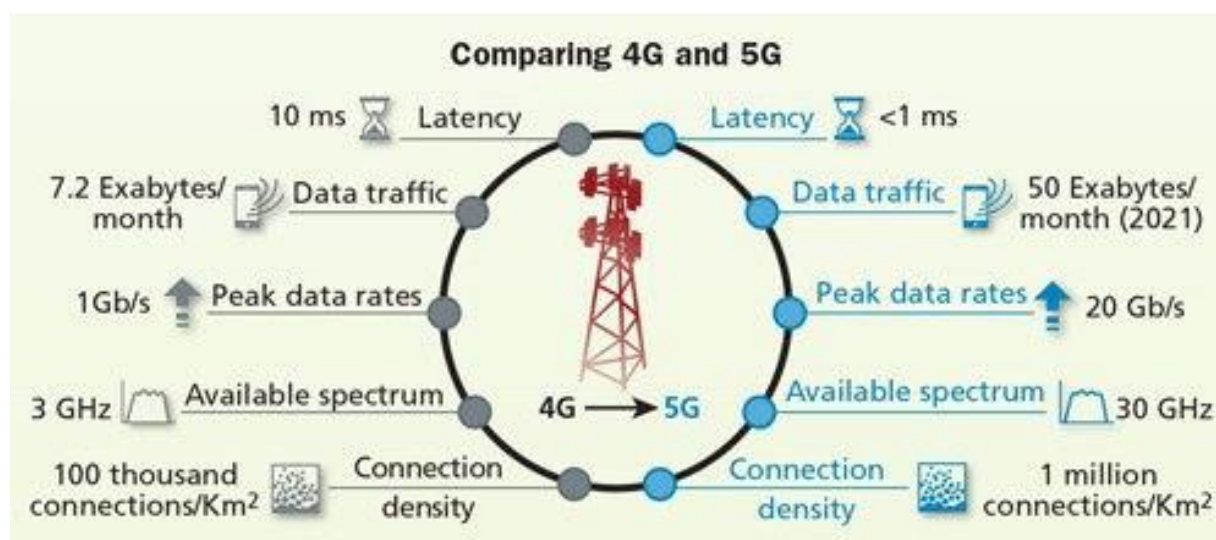 Comparing 4G and 5G
10 ms Latency
Latency <1 ms
7.2 Exabytes/
month
Data traffic
Data traffic
50 Exabytes/
month (2021)
1Gb/s Peak data rates
Peak data rates 20 Gb/s
3 GHz Available spectrum
Available spectrum 30 GHz
4G 5G
100 thousand
connections/Km²
Connection
density
Connection
density
1 million
connections/Km²